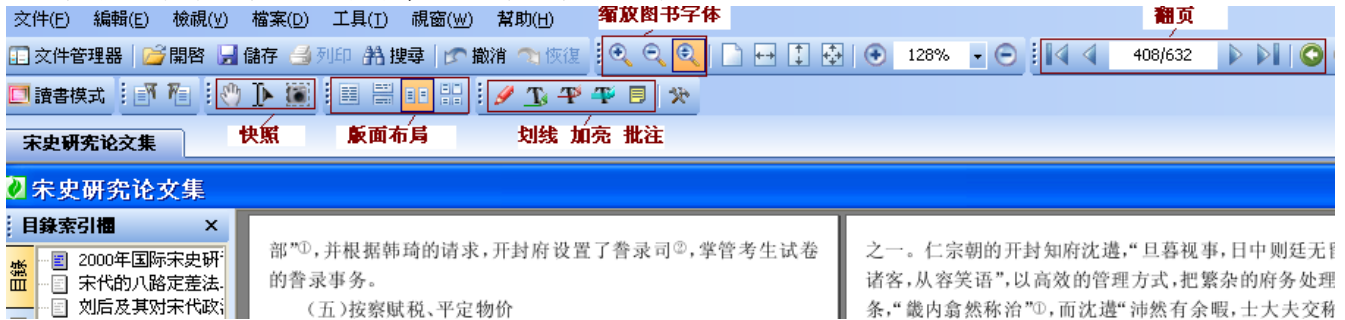 文件(F) 編輯(E) 檢視(V) 檔案(D) 工具(T) 視窗(W) 幫助(H) 缩放图书字体 翻页
文件管理器 開啓 儲存 列印 搜尋 撤消 恢復 128% 408/632
讀書模式
快照 版面布局 划线 加亮 批注
宋史研究论文集
宋史研究论文集
目錄索引欄 ×
2000年国际宋史研
宋代的八路定差法.
刘后及其对宋代政
部”①,并根据韩琦的请求,开封府设置了誊录司②,掌管考生试卷
的誊录事务。
(五)按察赋税、平定物价
之一。仁宗朝的开封知府沈遘,“旦暮视事,日中则廷无
诸客,从容笑语”,以高效的管理方式,把繁杂的府务处理
条,“畿内翕然称治”①,而沈遘“沛然有余暇,士大夫交称